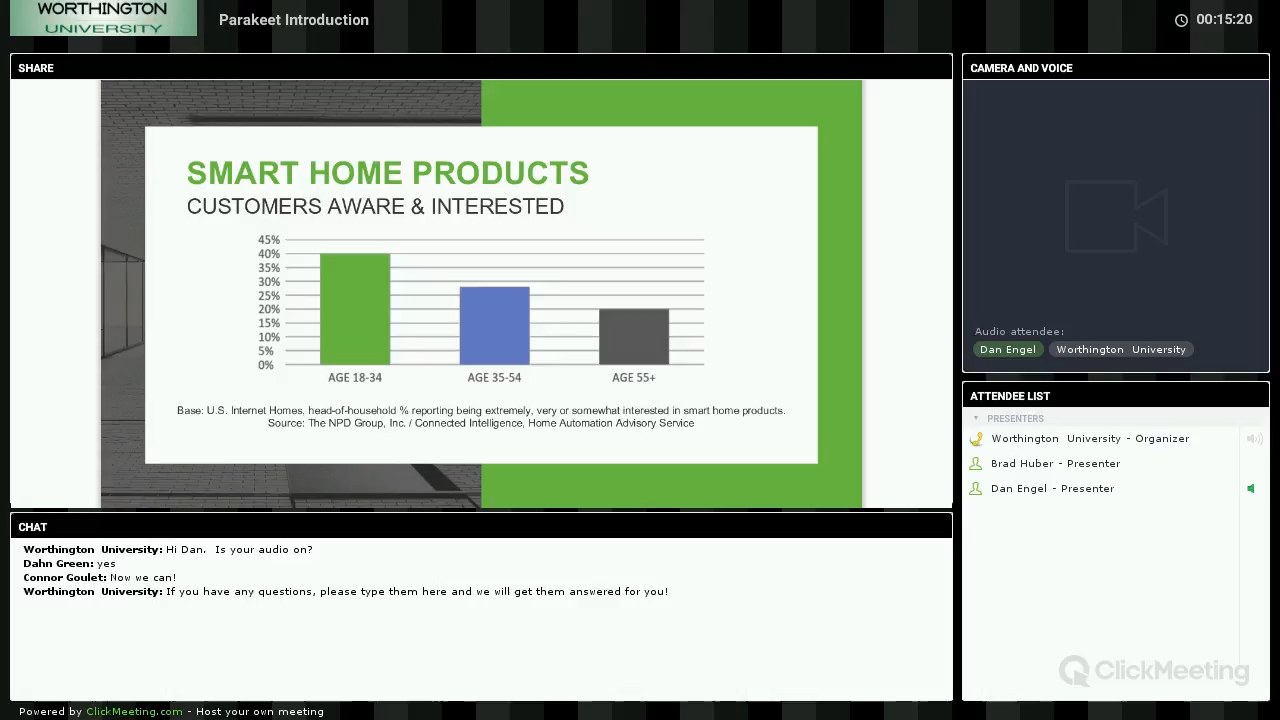 WORTHINGTON
UNIVERSITY
Parakeet Introduction
00:15:20
SHARE
SMART HOME PRODUCTS
CUSTOMERS AWARE & INTERESTED
45%
40%
35%
30%
25%
20%
15%
10%
5%
0%
AGE 18-34 AGE 35-54 AGE 55+
Base: U.S. Internet Homes, head-of-household % reporting being extremely, very or somewhat interested in smart home products.
Source: The NPD Group, Inc. / Connected Intelligence, Home Automation Advisory Service
CAMERA AND VOICE
Audio attendee:
Dan Engel Worthington University
ATTENDEE LIST
PRESENTERS
Worthington University - Organizer
Brad Huber - Presenter
Dan Engel - Presenter
CHAT
Worthington University: Hi Dan. Is your audio on?
Dahn Green: yes
Connor Goulet: Now we can!
Worthington University: If you have any questions, please type them here and we will get them answered for you!
ClickMeeting
Powered by ClickMeeting.com - Host your own meeting